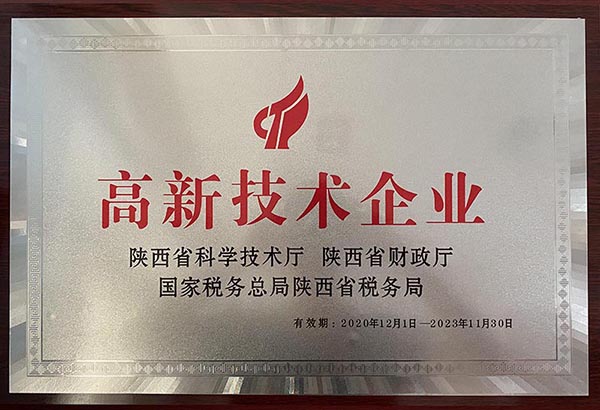 高新技术企业
陕西省科学技术厅 陕西省财政厅
国家税务总局陕西省税务局
有效期：2020年12月1日—2023年11月30日